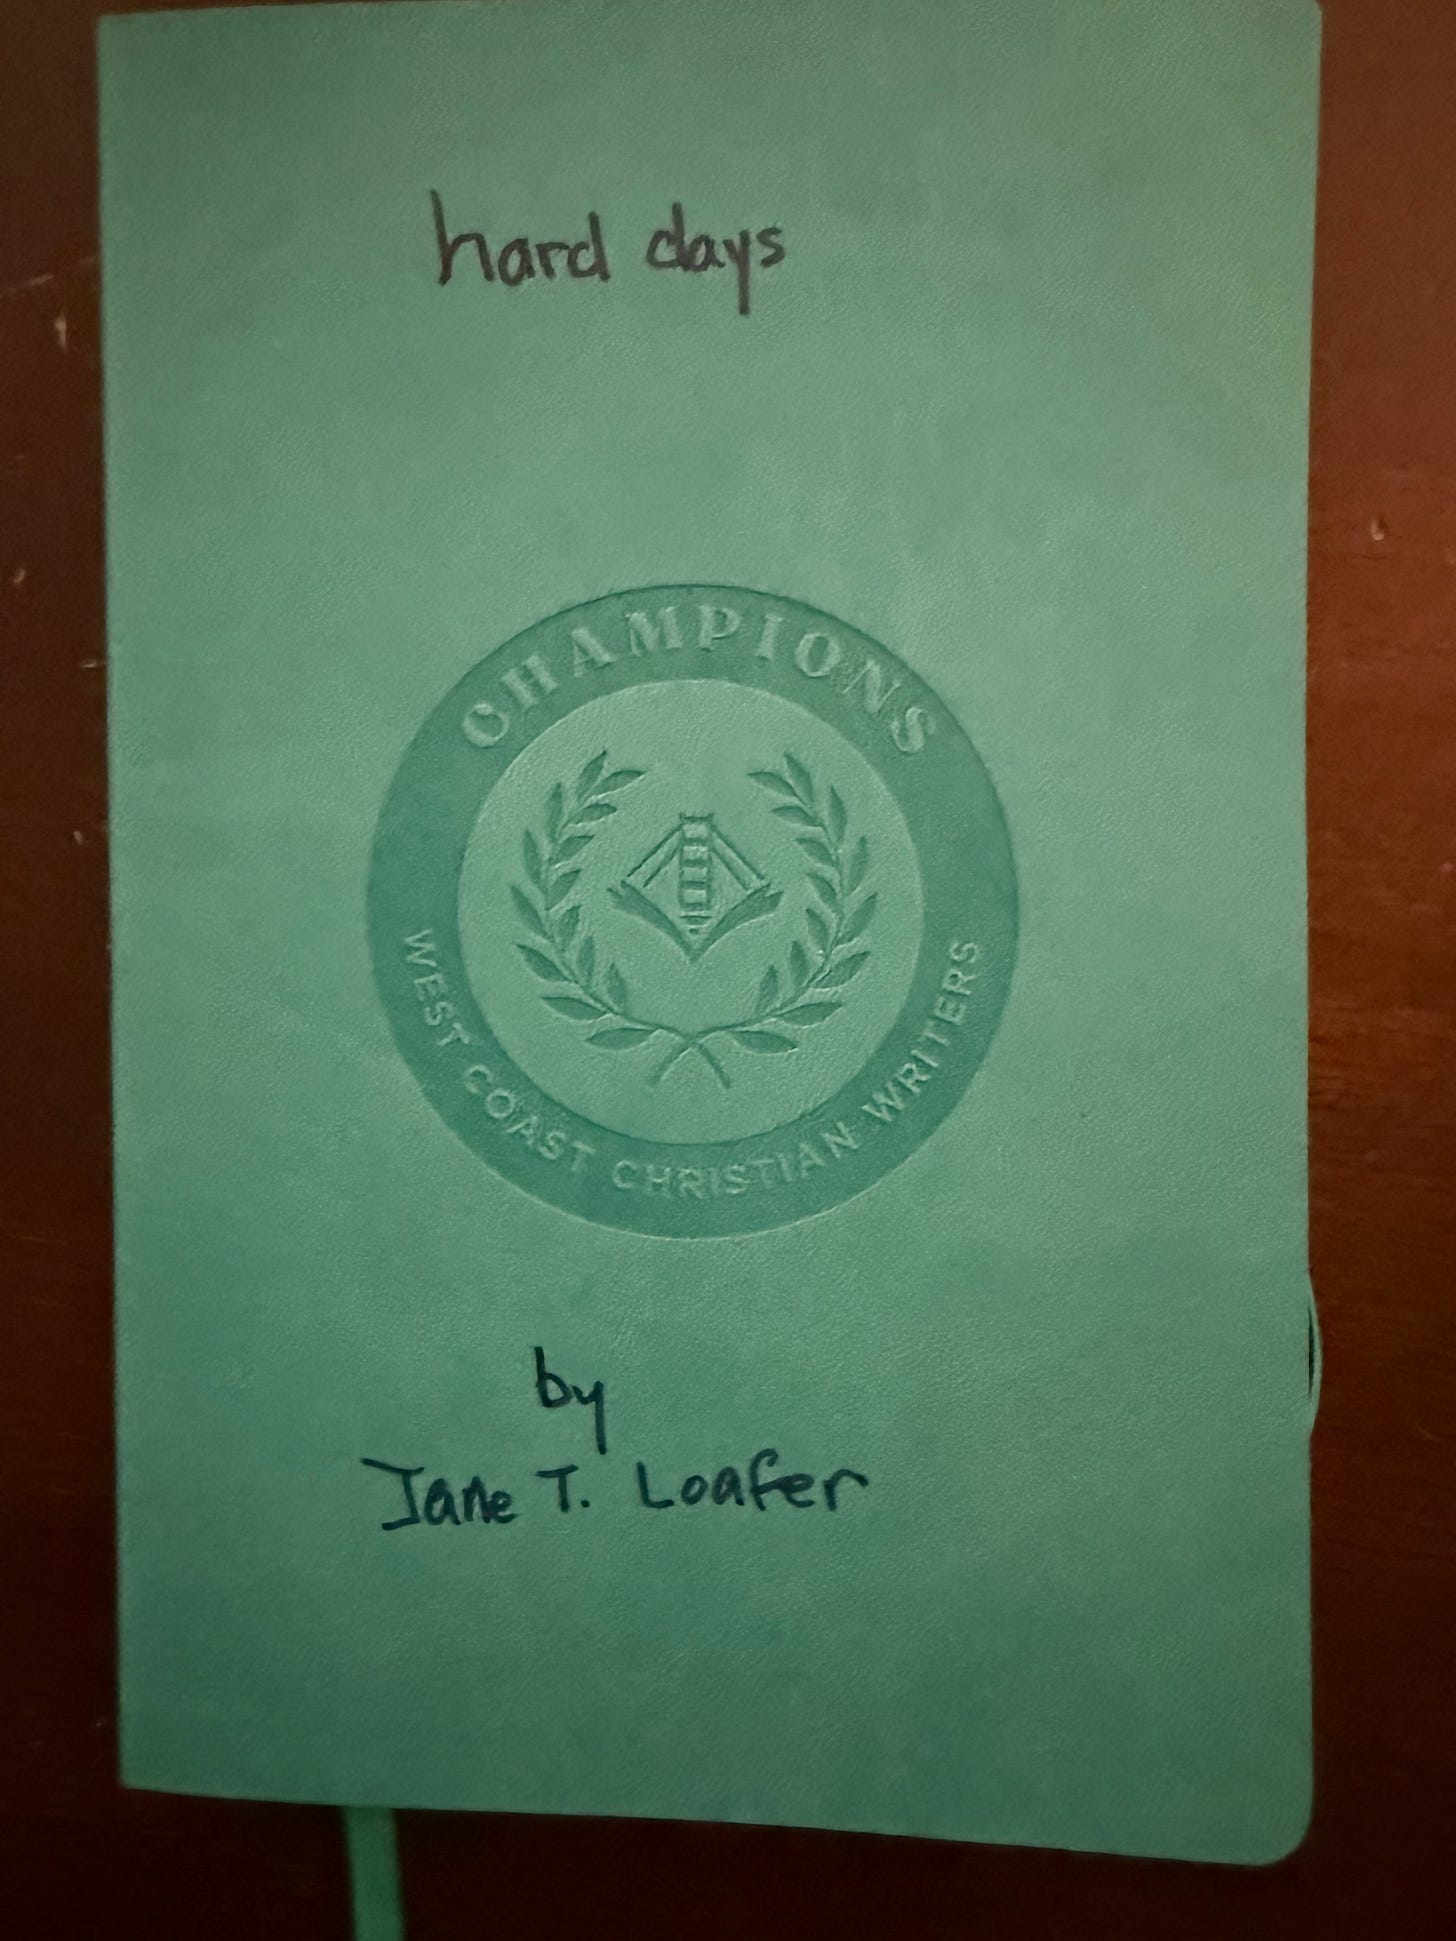 hard days
CHAMPIONS
WEST COAST CHRISTIAN WRITERS
by
Jane T. Loafer